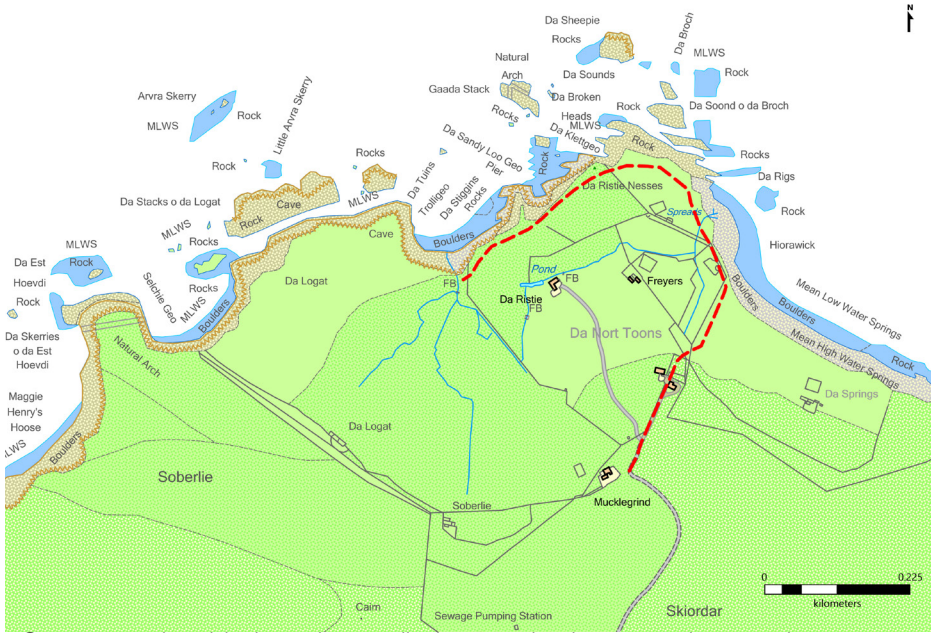 N
Da Sheepie
Rocks
Da Broch
MLWS
Natural
Arch
Da Sounds
Rock
Arvra Skerry
Gaada Stack
Da Broken
Heads
MLWS
Rock
Little Arvra Skerry
Rocks
Rock
Da Soond o da Broch
MLWS
Da Klettgeo
Rock
Da Sandy Loo Geo
Pier
Rock
Rock
Rocks
Rocks
Da Tuins
Trolligeo
Da Stiggins
Rocks
Da Ristie Nesses
Da Rigs
Da Stacks o da Logat
MLWS
Rock
Cave
MLWS
Spreads
Rock
MLWS
Rocks
Cave
Boulders
Hiorawick
Da Est
Hoevdi
Rock
Selchie Geo
Da Logat
FB
Pond
FB
Freyers
Mean Low Water Springs
Rock
Rocks
MLWS
Boulders
Da Ristie
FB
Boulders
Boulders
Da Skerries
o da Est
Hoevdi
Natural Arch
Da Nort Toons
Mean High Water Springs
Rock
Maggie
Henry's
Hoose
Da Springs
MLWS
Boulders
Da Logat
Soberlie
Soberlie
Mucklegrind
0
0.225
kilometers
Cairn
Sewage Pumping Station
Skiordar